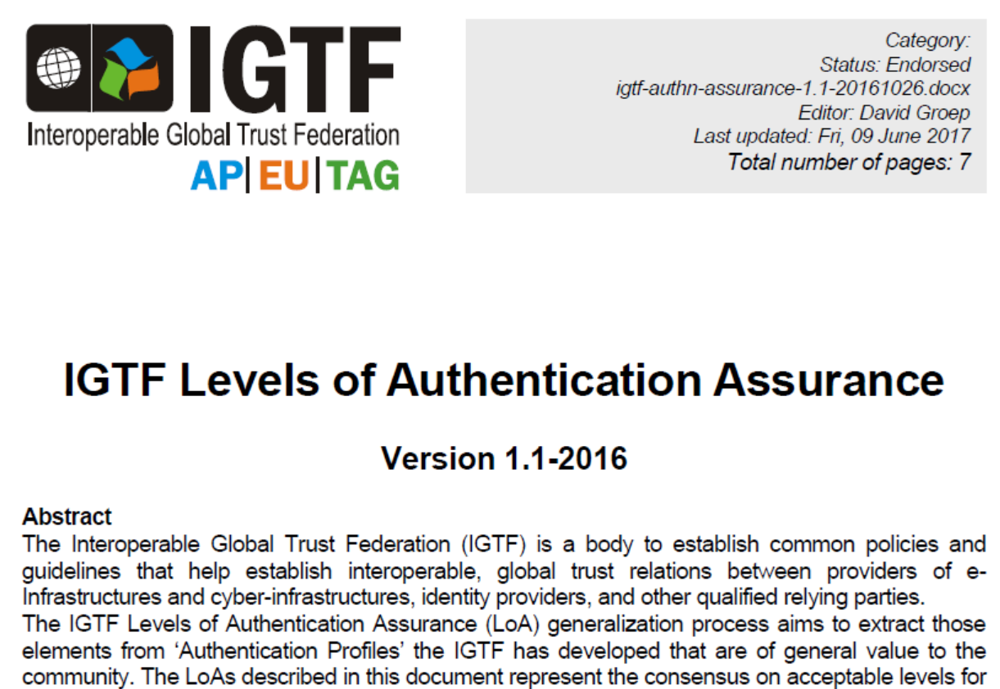 IGTF
Interoperable Global Trust Federation
AP| EU | TAG
Category:
Status: Endorsed
igtf-authn-assurance-1.1-20161026.docx
Editor: David Groep
Last updated: Fri, 09 June 2017
Total number of pages: 7
IGTF Levels of Authentication Assurance
Version 1.1-2016
Abstract
The Interoperable Global Trust Federation (IGTF) is a body to establish common policies and
guidelines that help establish interoperable, global trust relations between providers of e-
Infrastructures and cyber-infrastructures, identity providers, and other qualified relying parties.
The IGTF Levels of Authentication Assurance (LoA) generalization process aims to extract those
elements from ‘Authentication Profiles’ the IGTF has developed that are of general value to the
community. The LoAs described in this document represent the consensus on acceptable levels for